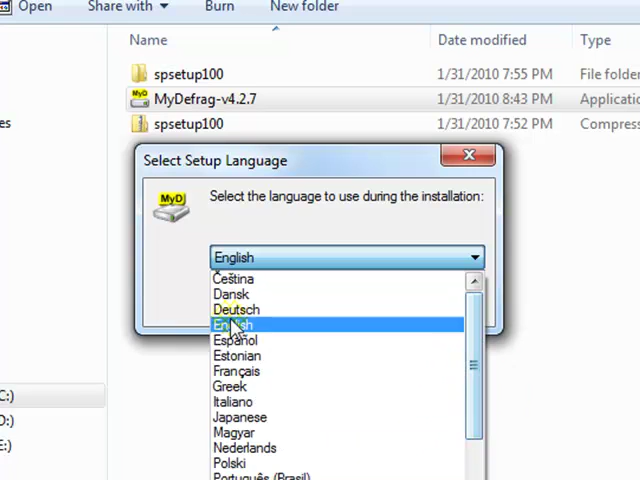 Open Share with Burn New folder
Name Date modified Type
spsetup100 1/31/2010 7:55 PM File folder
MyDefrag-v4.2.7 1/31/2010 8:43 PM Applicatio
spsetup100 1/31/2010 7:52 PM Compress
es
C:)
D:)
E:)
Select Setup Language
MyD
Select the language to use during the installation:
English
Čeština
Dansk
Deutsch
English
Español
Estonian
Français
Greek
Italiano
Japanese
Magyar
Nederlands
Polski
Português (Brasil)